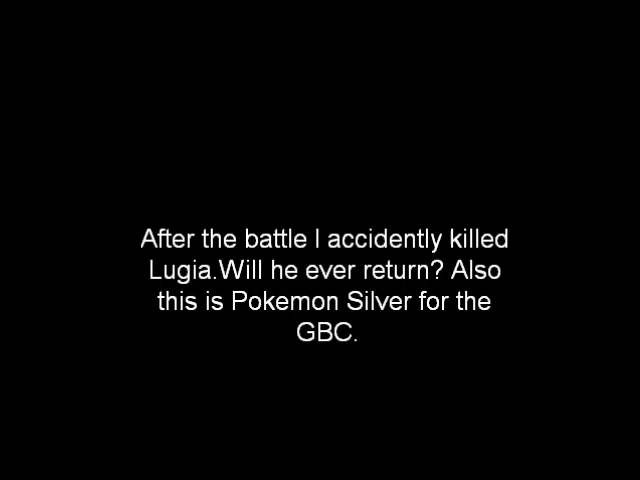 After the battle I accidently killed
Lugia.Will he ever return? Also
this is Pokemon Silver for the
GBC.